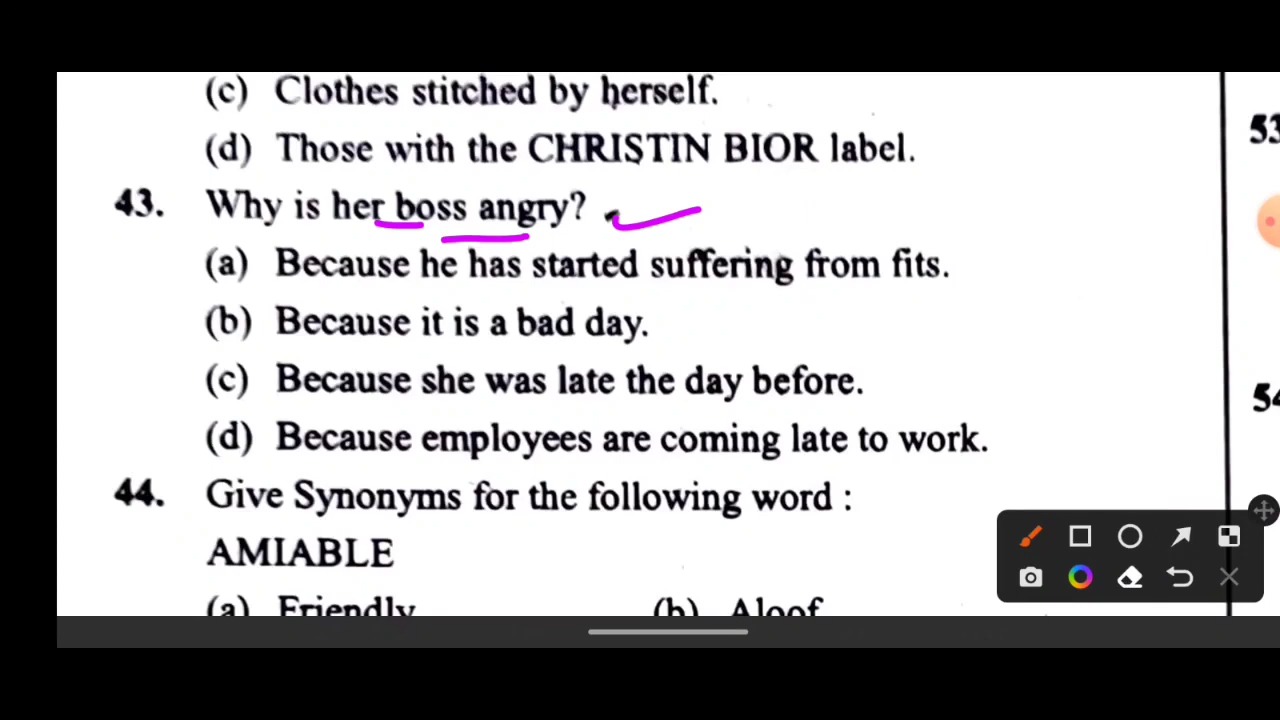 (c) Clothes stitched by herself.
(d) Those with the CHRISTIN BIOR label.
53
43. Why is her boss angry?
(a) Because he has started suffering from fits.
(b) Because it is a bad day.
(c) Because she was late the day before.
54
(d) Because employees are coming late to work.
44. Give Synonyms for the following word :
AMIABLE
(a) Friendly (b) Aloof